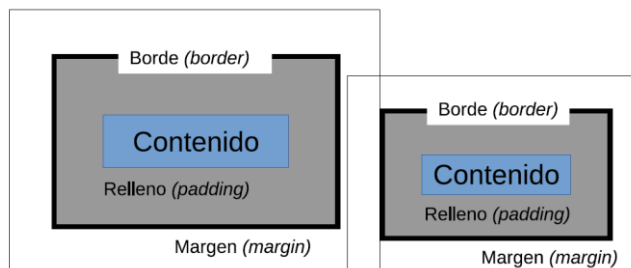 Borde (border)
Contenido
Relleno (padding)
Margen (margin)
Borde (border)
Contenido
Relleno (padding)
Margen (margin)